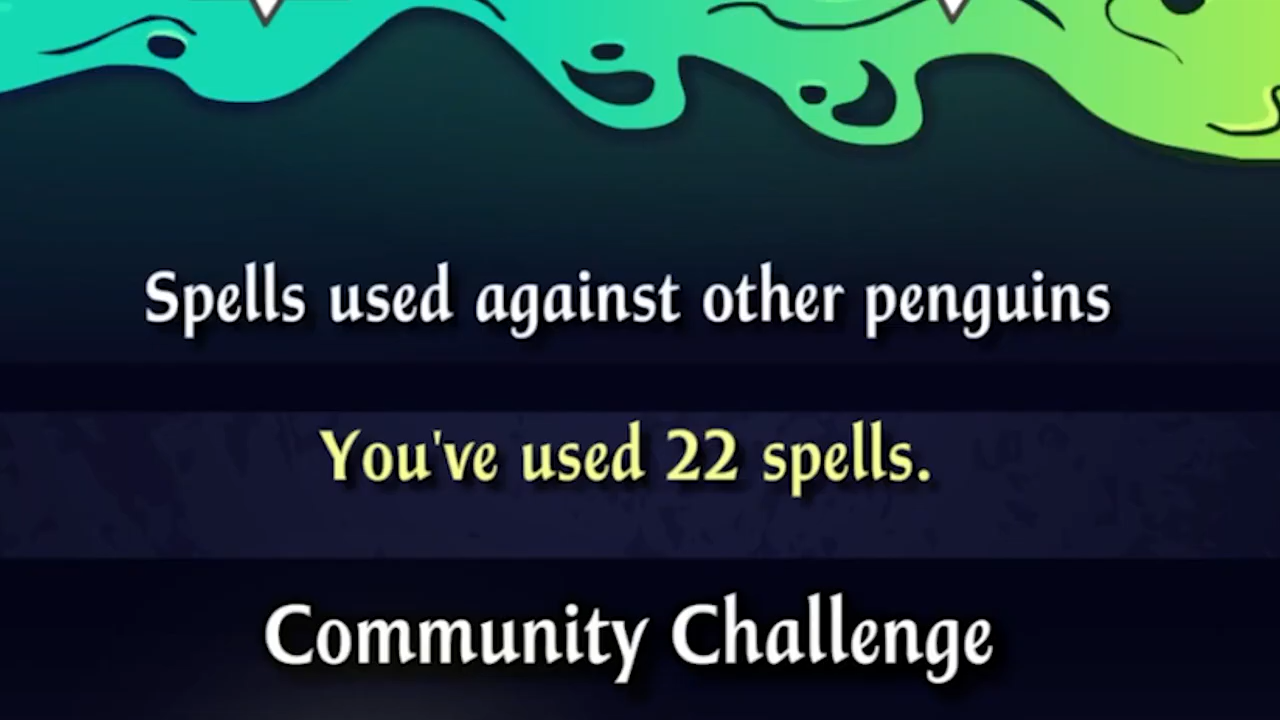 Spells used against other penguins
You've used 22 spells.
Community Challenge